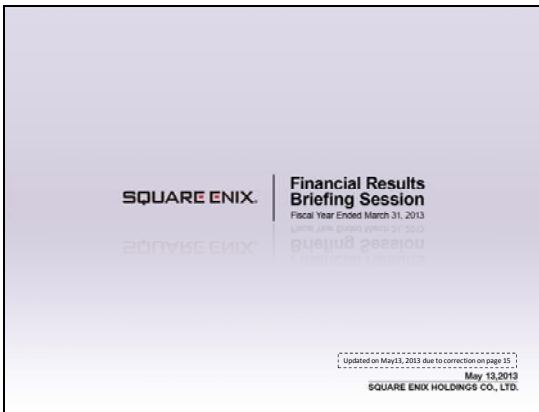 SQUARE ENIX.
Financial Results
Briefing Session
Fiscal Year Ended March 31, 2013
Updated on May13, 2013 due to correction on page 15
May 13,2013
SQUARE ENIX HOLDINGS CO., LTD.